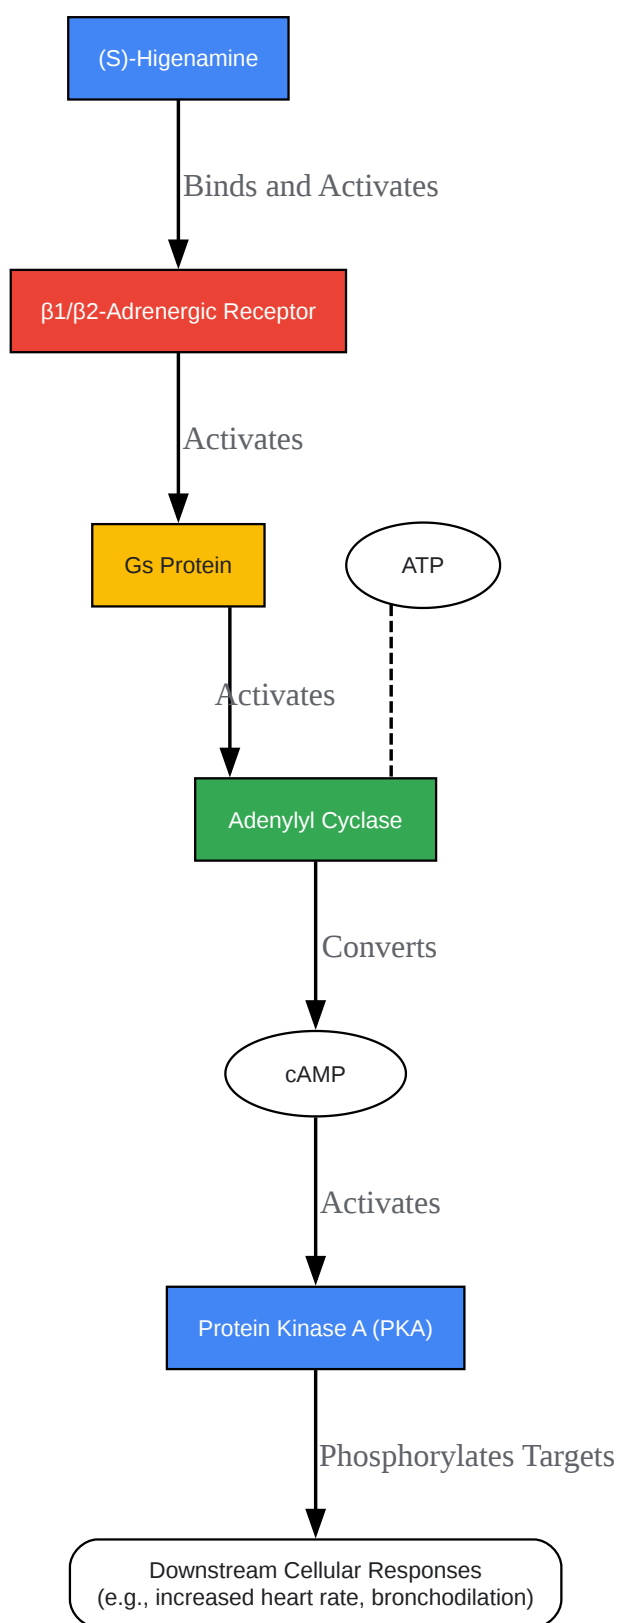 (S)-Higenamine
Binds and Activates
β1/β2-Adrenergic Receptor
Activates
Gs Protein
ATP
Activates
Adenylyl Cyclase
Converts
cAMP
Activates
Protein Kinase A (PKA)
Phosphorylates Targets
Downstream Cellular Responses
(e.g., increased heart rate, bronchodilation)